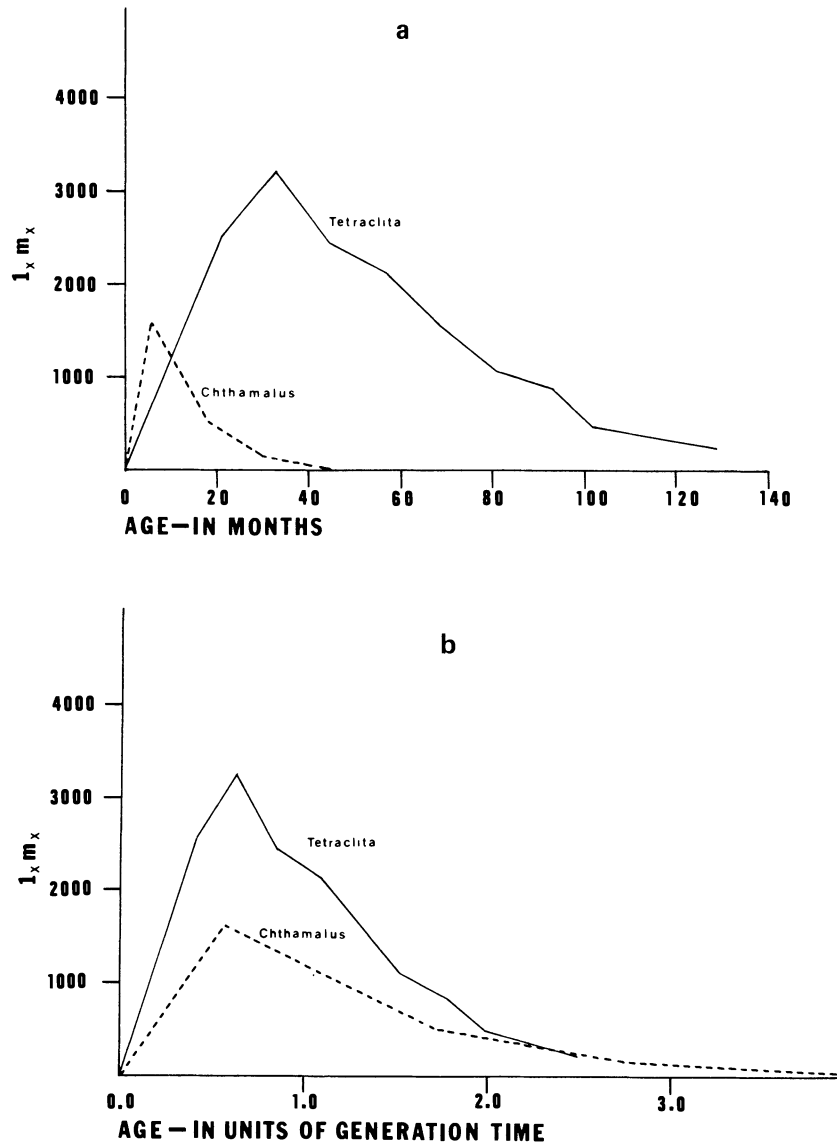 a
4000
3000
2000
1000
1x mx
Tetraclita
Chthamalus
0 20 40 60 80 100 120 140
AGE—IN MONTHS
b
4000
3000
2000
1000
1x mx
Tetraclita
Chthamalus
0.0 1.0 2.0 3.0
AGE—IN UNITS OF GENERATION TIME